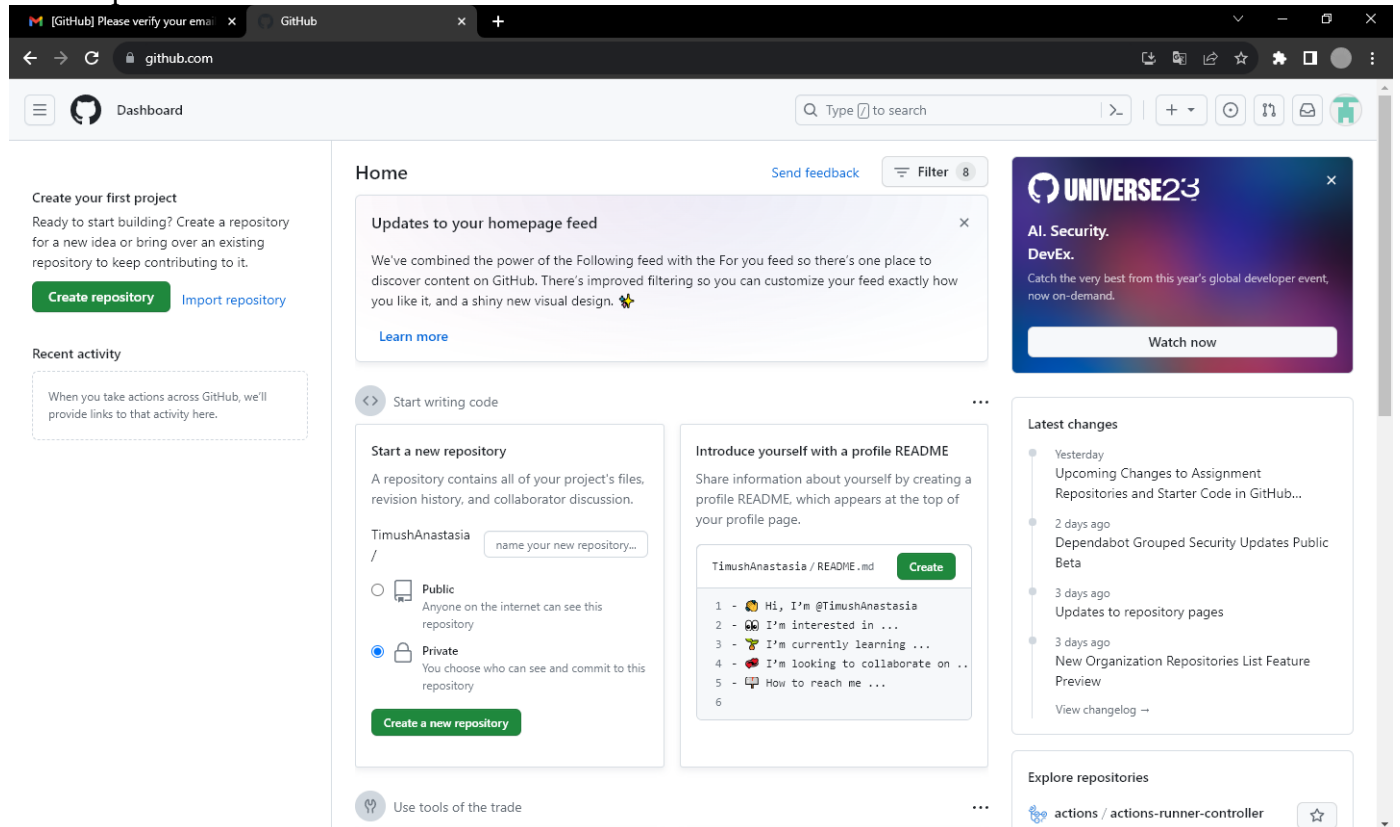 [GitHub] Please verify your emai
GitHub
github.com
Dashboard
Type / to search
Create your first project
Ready to start building? Create a repository
for a new idea or bring over an existing
repository to keep contributing to it.
Create repository
Import repository
Recent activity
When you take actions across GitHub, we'll
provide links to that activity here.
Home
Send feedback
Filter 8
Updates to your homepage feed
We've combined the power of the Following feed with the For you feed so there's one place to
discover content on GitHub. There's improved filtering so you can customize your feed exactly how
you like it, and a shiny new visual design. ✨
Learn more
Start writing code
Start a new repository
A repository contains all of your project's files,
revision history, and collaborator discussion.
TimushAnastasia
/
name your new repository...
Public
Anyone on the internet can see this
repository
Private
You choose who can see and commit to this
repository
Create a new repository
Introduce yourself with a profile README
Share information about yourself by creating a
profile README, which appears at the top of
your profile page.
TimushAnastasia / README.md
Create
1 - 👋 Hi, I'm @TimushAnastasia
2 - 👀 I'm interested in ...
3 - 🌱 I'm currently learning ...
4 - 💞️ I'm looking to collaborate on ..
5 - 📫 How to reach me ...
6
Use tools of the trade
UNIVERSE23
AI. Security.
DevEx.
Catch the very best from this year's global developer event,
now on-demand.
Watch now
Latest changes
Yesterday
Upcoming Changes to Assignment
Repositories and Starter Code in GitHub...
2 days ago
Dependabot Grouped Security Updates Public
Beta
3 days ago
Updates to repository pages
3 days ago
New Organization Repositories List Feature
Preview
View changelog →
Explore repositories
actions / actions-runner-controller